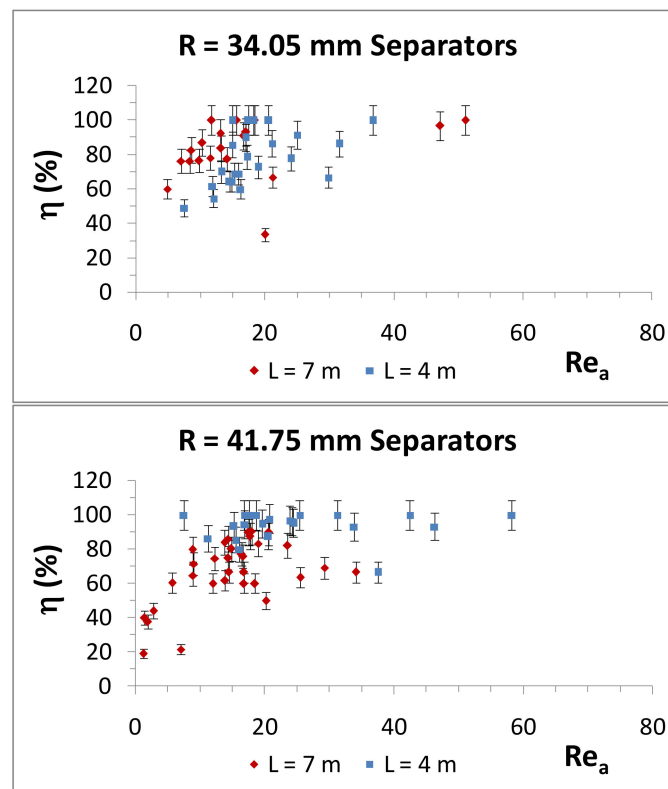 R = 34.05 mm Separators
120
100
80
60
40
20
0
η (%)
0 20 40 60 80
L = 7 m L = 4 m
Reₐ
R = 41.75 mm Separators
120
100
80
60
40
20
0
η (%)
0 20 40 60 80
L = 7 m L = 4 m
Reₐ